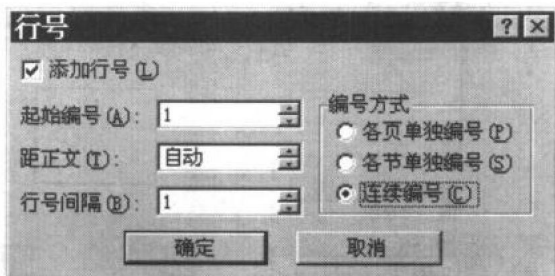 行号
添加行号(L)
起始编号(A): 1
距正文(T): 自动
行号间隔(B): 1
编号方式
各页单独编号(P)
各节单独编号(S)
连续编号(C)
确定 取消